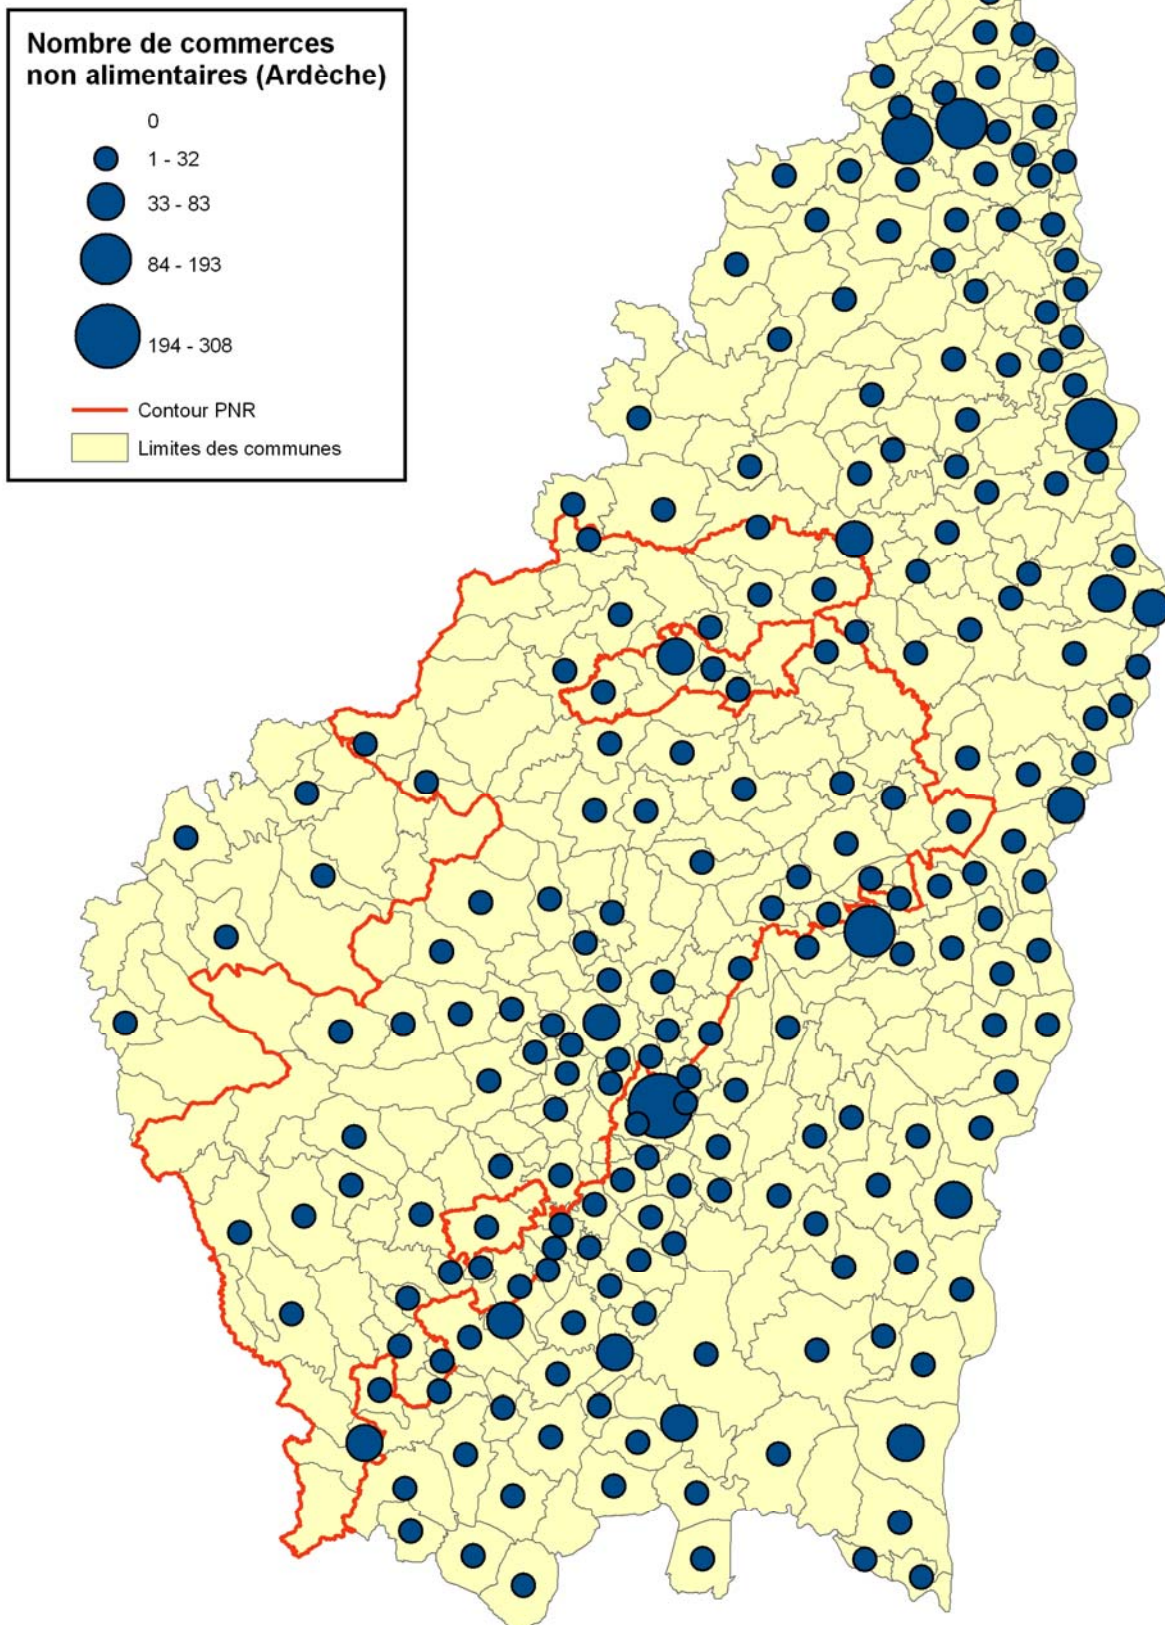 Nombre de commerces
non alimentaires (Ardèche)
0
1 - 32
33 - 83
84 - 193
194 - 308
Contour PNR
Limites des communes